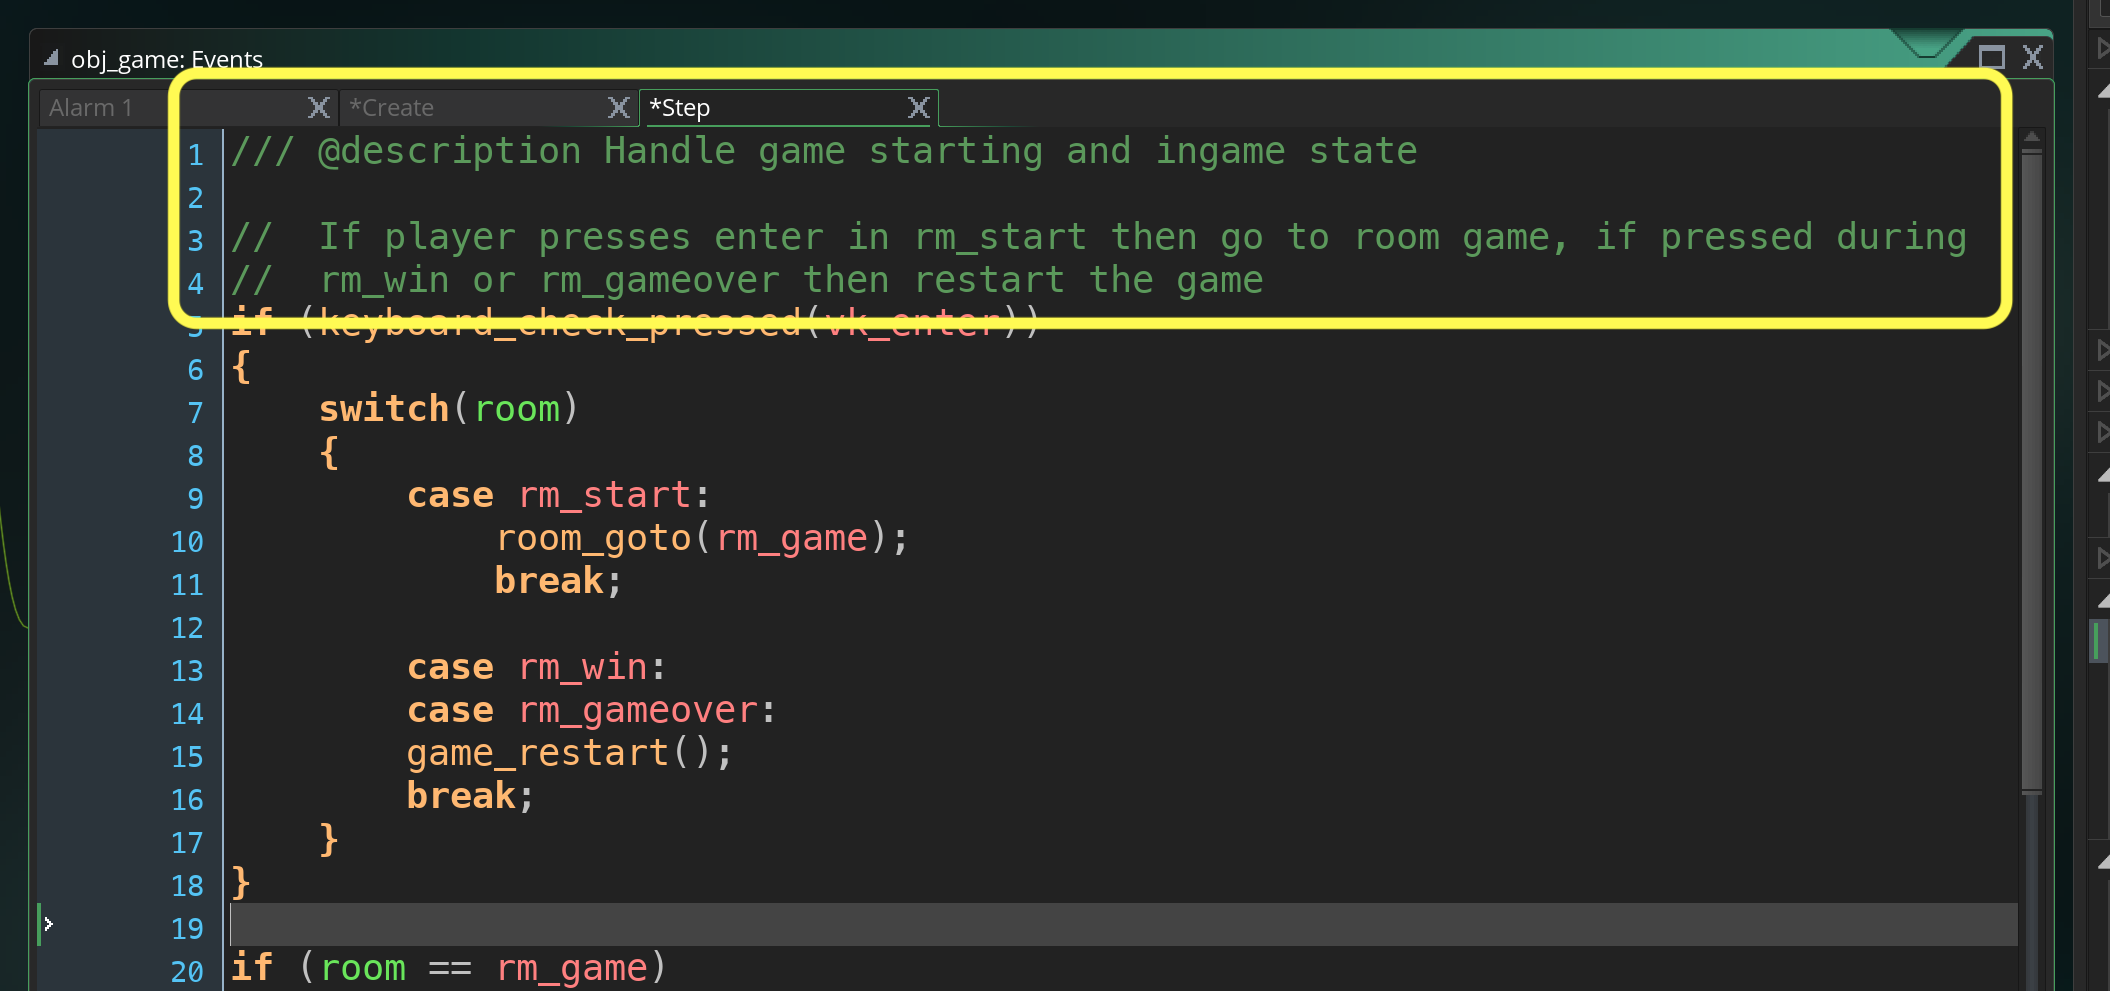 obj_game: Events
Alarm 1 X *Create X *Step X
1 /// @description Handle game starting and ingame state
2
3 //  If player presses enter in rm_start then go to room game, if pressed during
4 //  rm_win or rm_gameover then restart the game
5 if (keyboard_check_pressed(vk_enter))
6 {
7     switch(room)
8     {
9         case rm_start:
10             room_goto(rm_game);
11             break;
12
13         case rm_win:
14         case rm_gameover:
15         game_restart();
16         break;
17     }
18 }
19
20 if (room == rm_game)